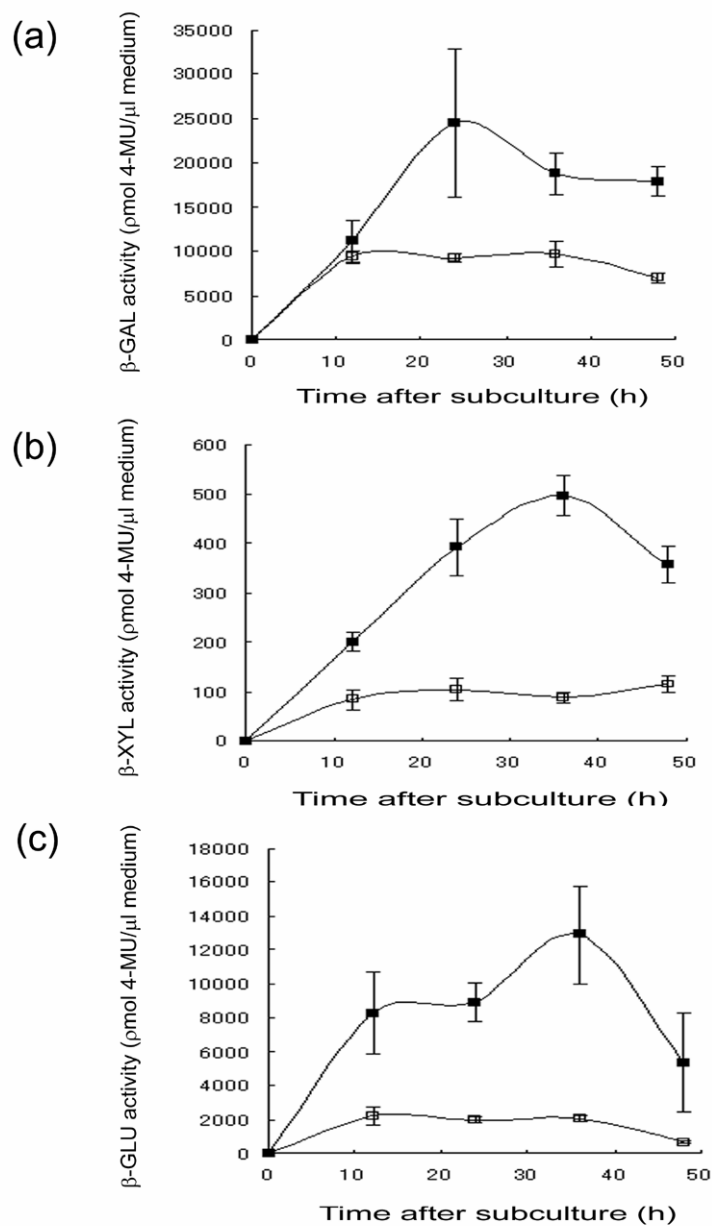 (a)
β-GAL activity (ρmol 4-MU/μl medium)
35000
30000
25000
20000
15000
10000
5000
0
0 10 20 30 40 50
Time after subculture (h)
(b)
β-XYL activity (ρmol 4-MU/μl medium)
600
500
400
300
200
100
0
0 10 20 30 40 50
Time after subculture (h)
(c)
β-GLU activity (ρmol 4-MU/μl medium)
18000
16000
14000
12000
10000
8000
6000
4000
2000
0
0 10 20 30 40 50
Time after subculture (h)